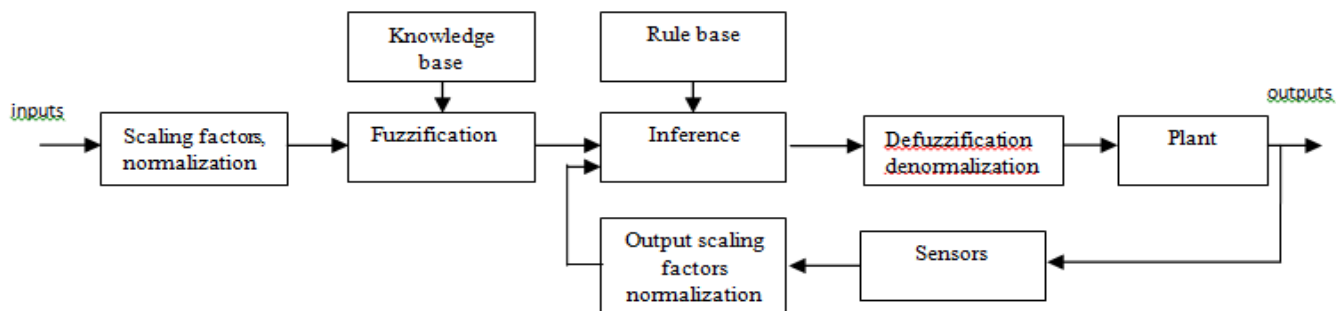 Knowledge
base
Rule base
inputs
outputs
Scaling factors,
normalization
Fuzzification
Inference
Defuzzification
denormalization
Plant
Output scaling
factors
normalization
Sensors